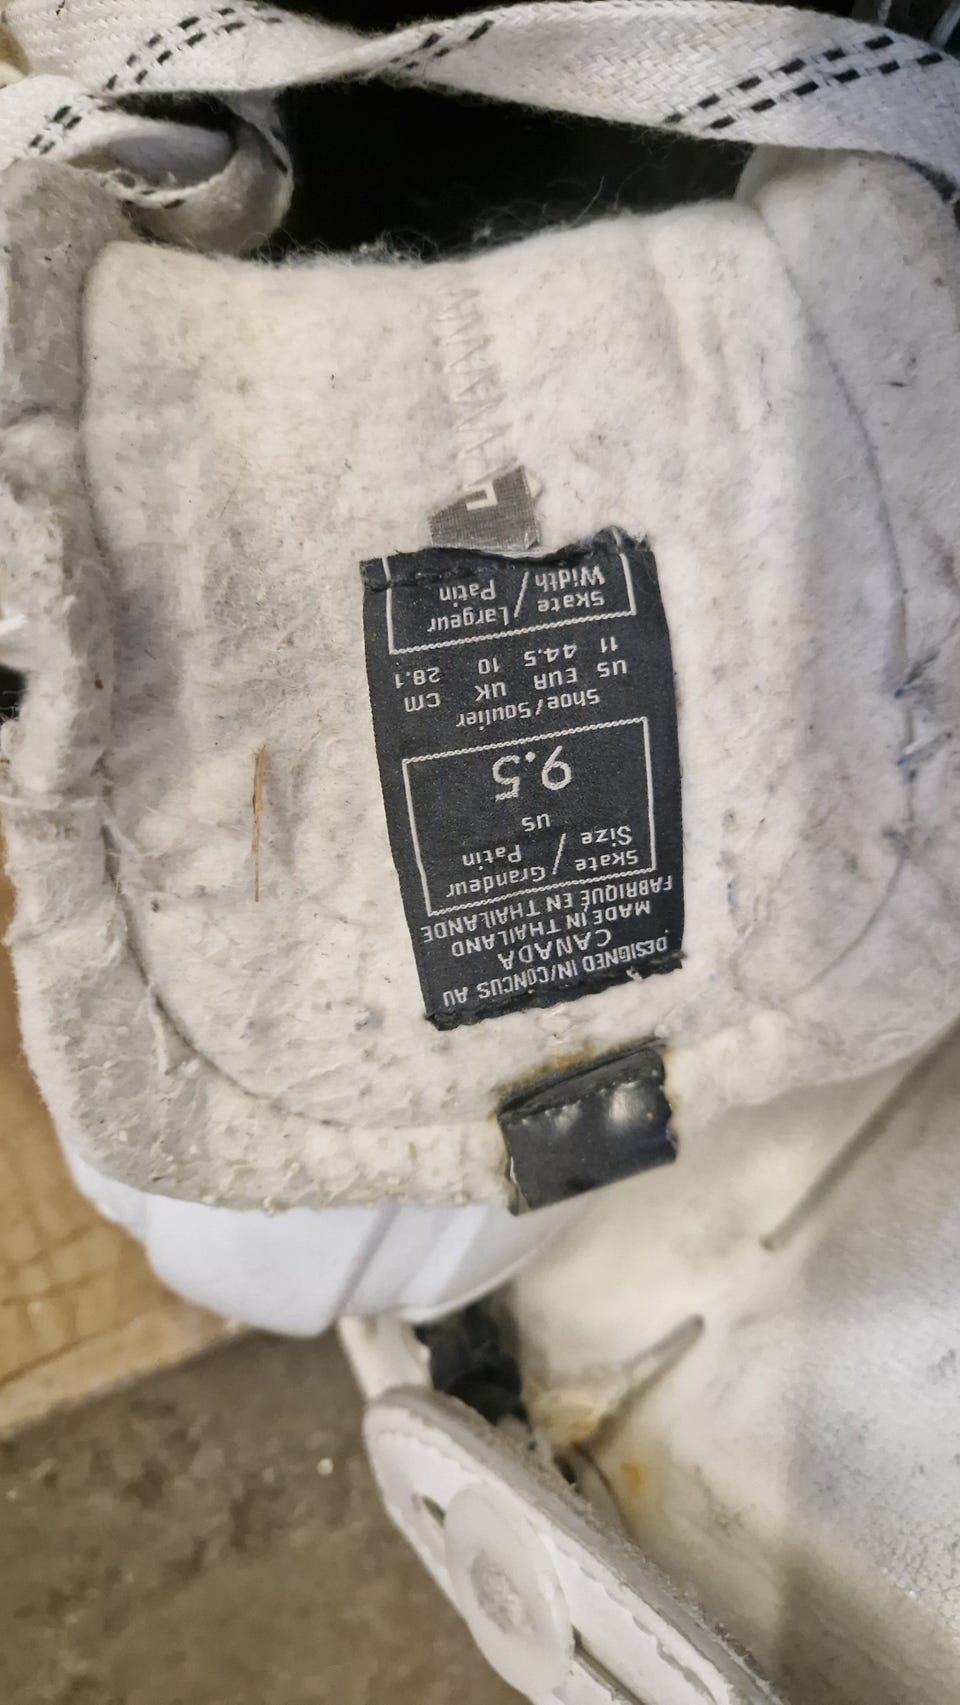 DESIGNED IN/CONCUS AU
CANADA
MADE IN THAILAND
FABRIQUÉ EN THAILANDE
Skate / Grandeur
Size / Patin
US
9.5
Shoe/Soulier
US EUR UK cm
11 44.5 10 28.1
Skate / Largeur
Width / Patin